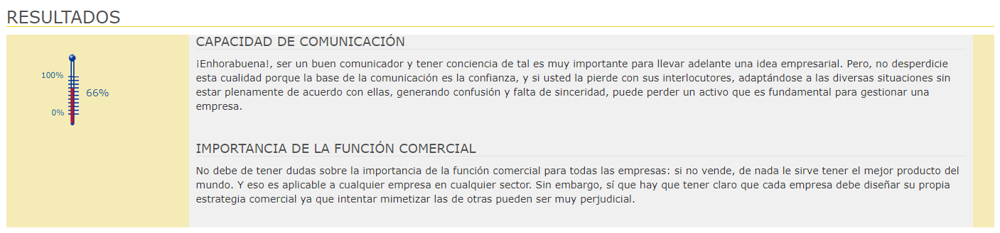 RESULTADOS
100%
66%
0%
CAPACIDAD DE COMUNICACIÓN
¡Enhorabuena!, ser un buen comunicador y tener conciencia de tal es muy importante para llevar adelante una idea empresarial. Pero, no desperdicie
esta cualidad porque la base de la comunicación es la confianza, y si usted la pierde con sus interlocutores, adaptándose a las diversas situaciones sin
estar plenamente de acuerdo con ellas, generando confusión y falta de sinceridad, puede perder un activo que es fundamental para gestionar una
empresa.
IMPORTANCIA DE LA FUNCIÓN COMERCIAL
No debe de tener dudas sobre la importancia de la función comercial para todas las empresas: si no vende, de nada le sirve tener el mejor producto del
mundo. Y eso es aplicable a cualquier empresa en cualquier sector. Sin embargo, sí que hay que tener claro que cada empresa debe diseñar su propia
estrategia comercial ya que intentar mimetizar las de otras pueden ser muy perjudicial.